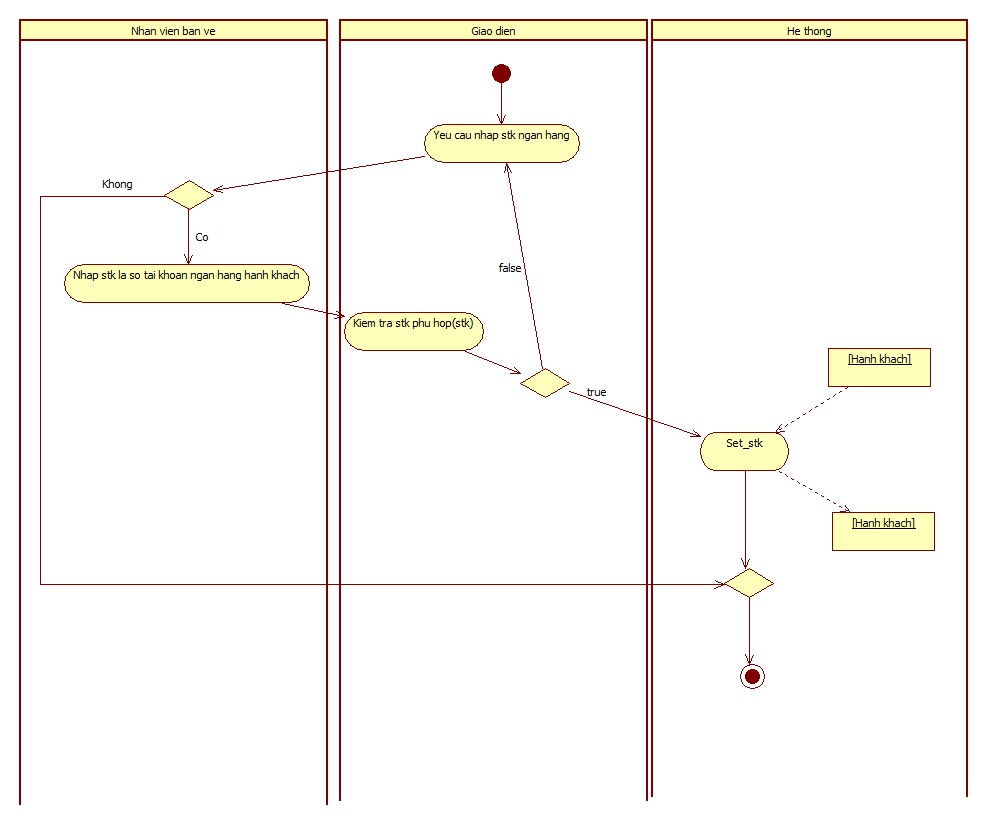 Nhan vien ban ve
Giao dien
He thong
Yeu cau nhap stk ngan hang
Khong
Co
false
Nhap stk la so tai khoan ngan hang hanh khach
Kiem tra stk phu hop(stk)
true
[Hanh khach]
Set_stk
[Hanh khach]